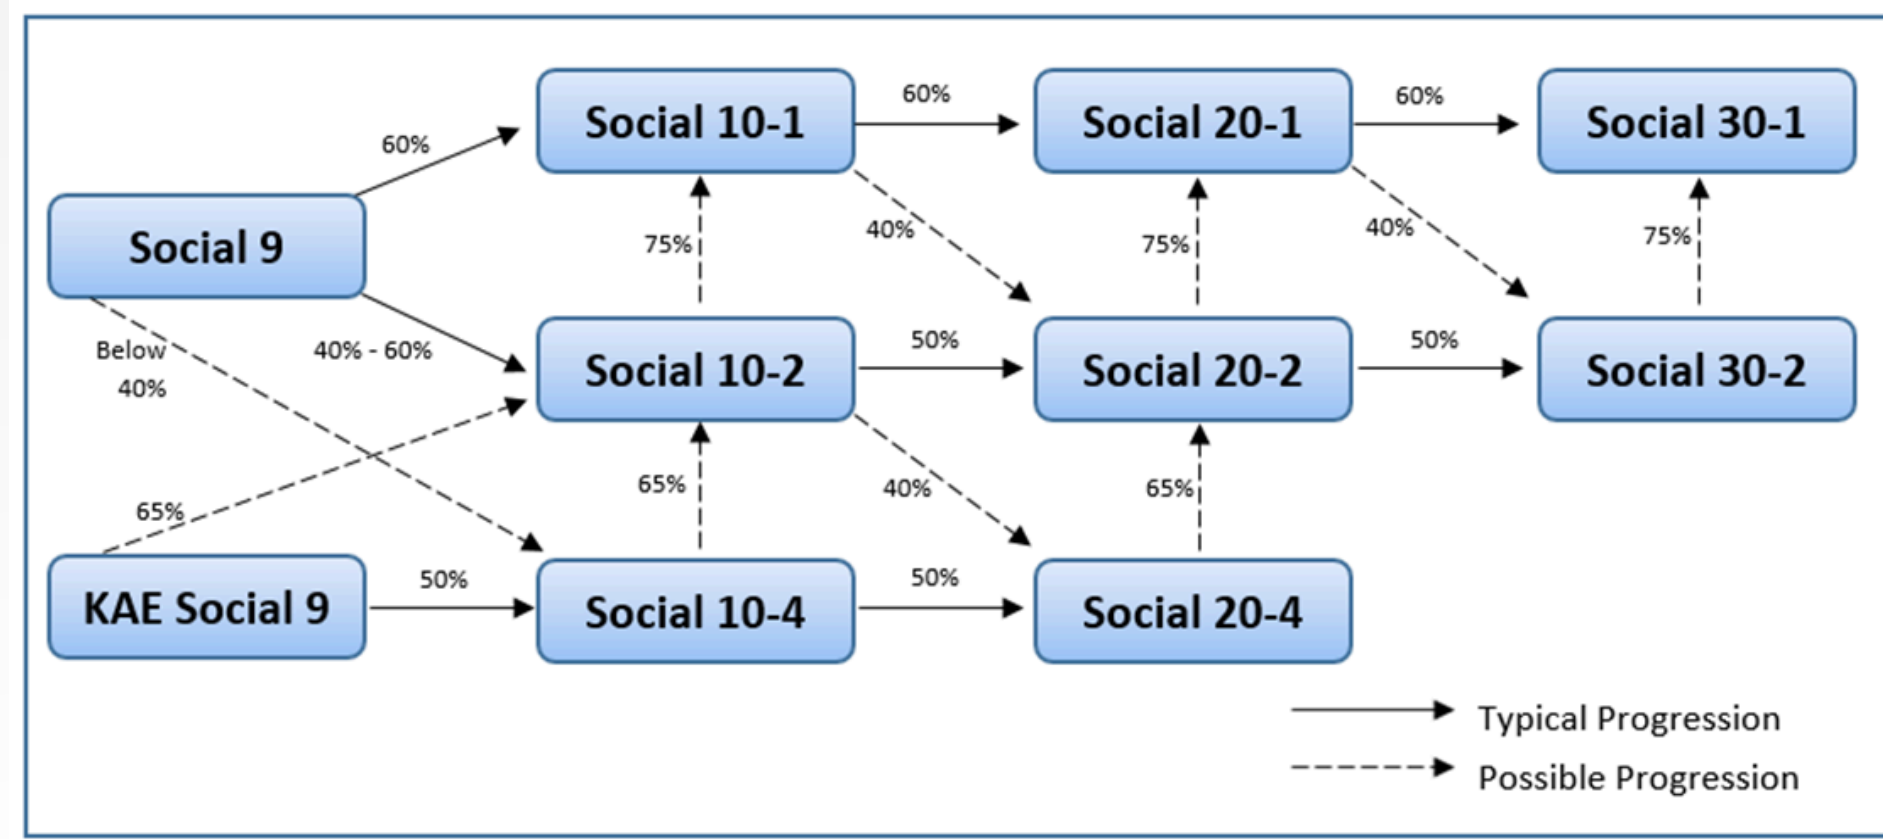 60%
Social 10-1
60%
Social 20-1
60%
Social 30-1
Social 9
75%
40%
75%
40%
75%
Below
40%
40% - 60%
Social 10-2
50%
Social 20-2
50%
Social 30-2
65%
65%
40%
65%
KAE Social 9
50%
Social 10-4
50%
Social 20-4
Typical Progression
Possible Progression